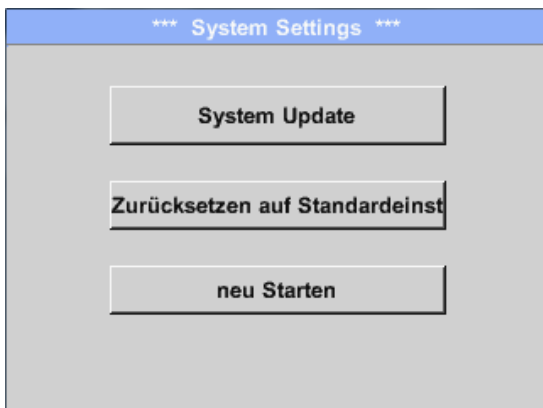 *** System Settings ***
System Update
Zurücksetzen auf Standardeinst
neu Starten